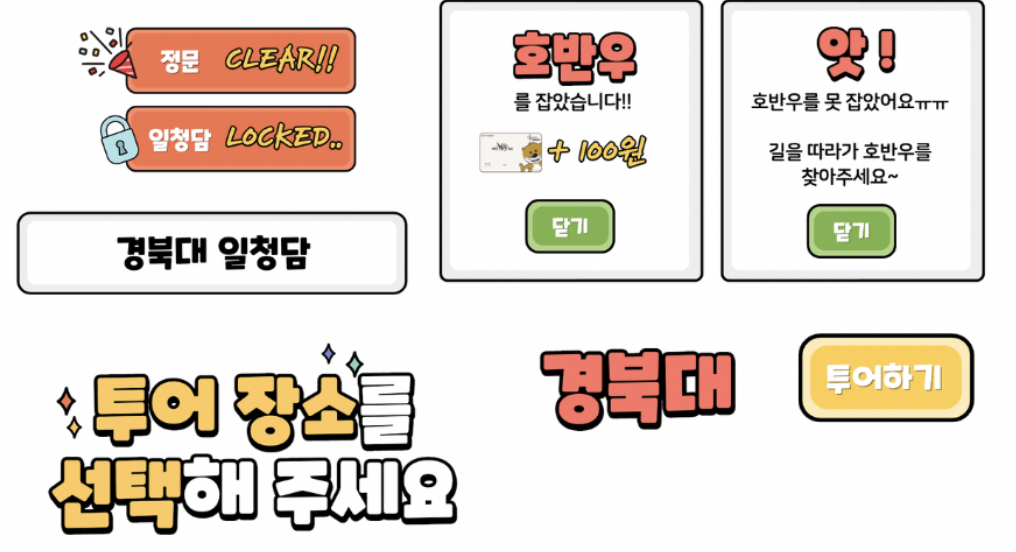 정문 CLEAR!!
일청담 LOCKED..
경북대 일청담
호반우
를 잡았습니다!!
+ 100원
닫기
앗!
호반우를 못 잡았어요ㅠㅠ
길을 따라가 호반우를
찾아주세요~
닫기
투어 장소를
선택해 주세요
경북대
투어하기